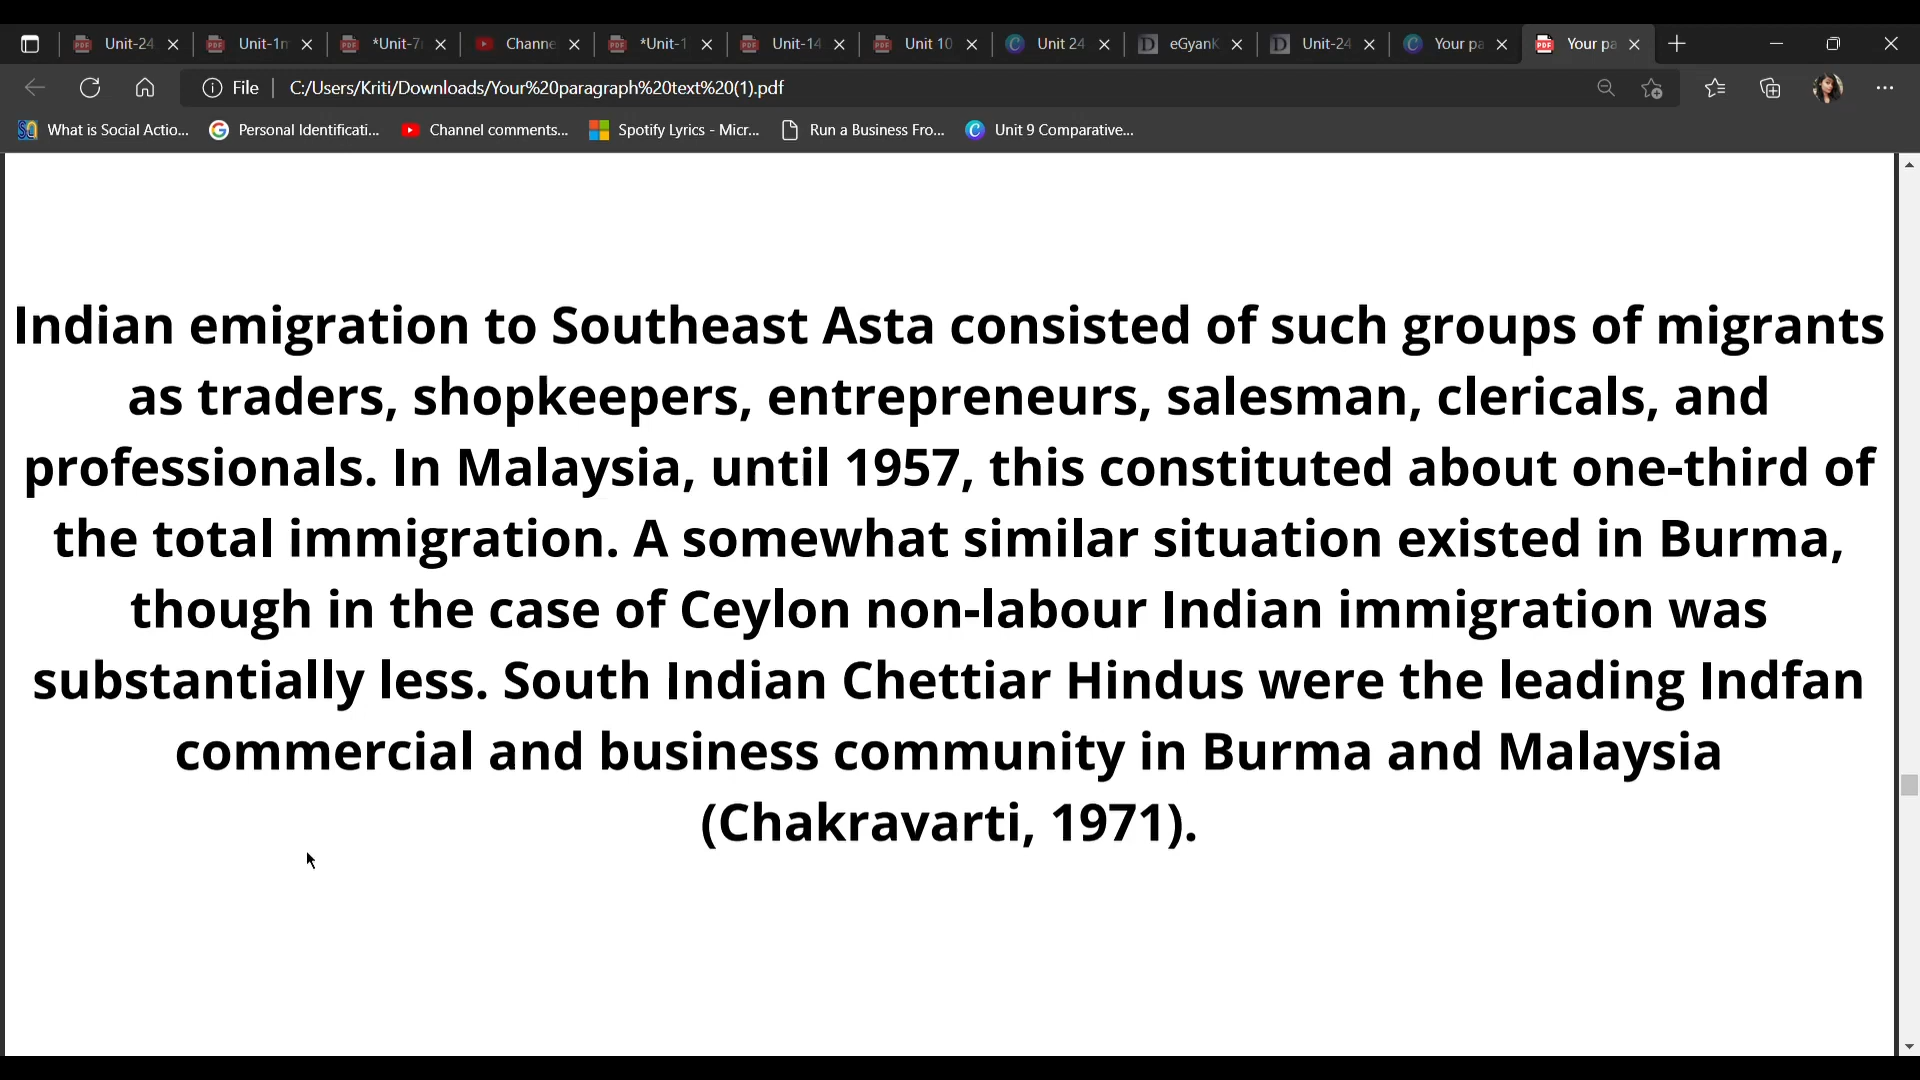 Unit-24
Unit-1m
*Unit-7
Channe
*Unit-1
Unit-14
Unit 10
Unit 24
eGyanK
Unit-24
Your pa
Your pa
File
C:/Users/Kriti/Downloads/Your%20paragraph%20text%20(1).pdf
What is Social Actio...
Personal Identificati...
Channel comments...
Spotify Lyrics - Micr...
Run a Business Fro...
Unit 9 Comparative...
Indian emigration to Southeast Asta consisted of such groups of migrants
as traders, shopkeepers, entrepreneurs, salesman, clericals, and
professionals. In Malaysia, until 1957, this constituted about one-third of
the total immigration. A somewhat similar situation existed in Burma,
though in the case of Ceylon non-labour Indian immigration was
substantially less. South Indian Chettiar Hindus were the leading Indfan
commercial and business community in Burma and Malaysia
(Chakravarti, 1971).